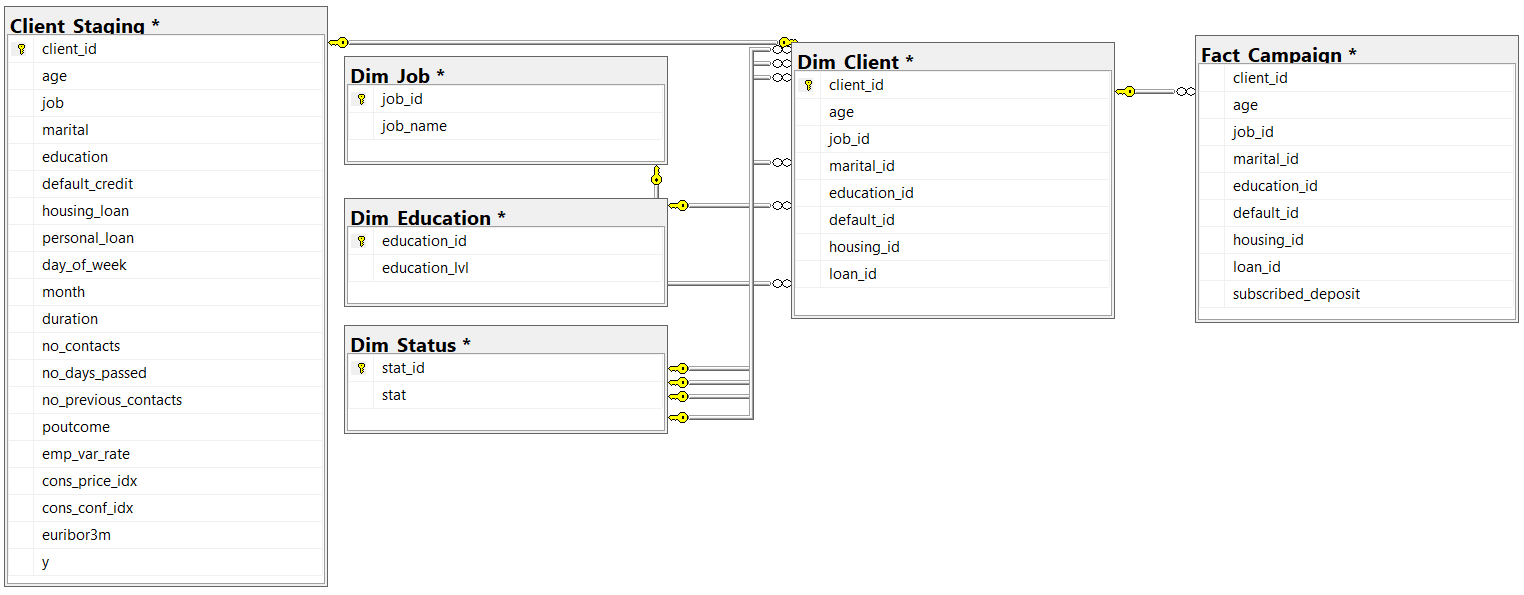 Client_Staging *
client_id
age
job
marital
education
default_credit
housing_loan
personal_loan
day_of_week
month
duration
no_contacts
no_days_passed
no_previous_contacts
poutcome
emp_var_rate
cons_price_idx
cons_conf_idx
euribor3m
y
Dim_Job *
job_id
job_name
Dim_Education *
education_id
education_lvl
Dim_Status *
stat_id
stat
Dim_Client *
client_id
age
job_id
marital_id
education_id
default_id
housing_id
loan_id
Fact_Campaign *
client_id
age
job_id
marital_id
education_id
default_id
housing_id
loan_id
subscribed_deposit